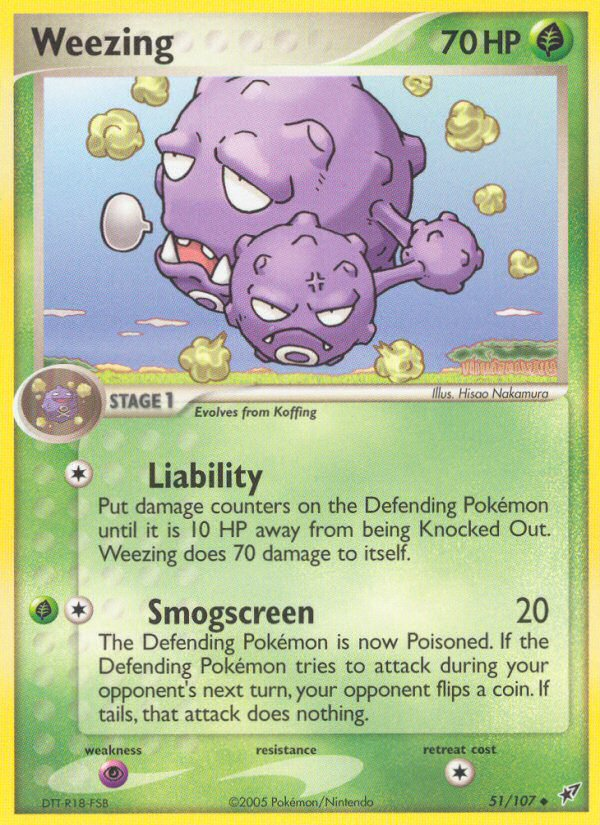 Weezing 70 HP
Illus. Hisao Nakamura
STAGE 1
Evolves from Koffing
Liability
Put damage counters on the Defending Pokémon
until it is 10 HP away from being Knocked Out.
Weezing does 70 damage to itself.
Smogscreen 20
The Defending Pokémon is now Poisoned. If the
Defending Pokémon tries to attack during your
opponent's next turn, your opponent flips a coin. If
tails, that attack does nothing.
weakness resistance retreat cost
DTT-R18-FSB ©2005 Pokémon/Nintendo 51/107